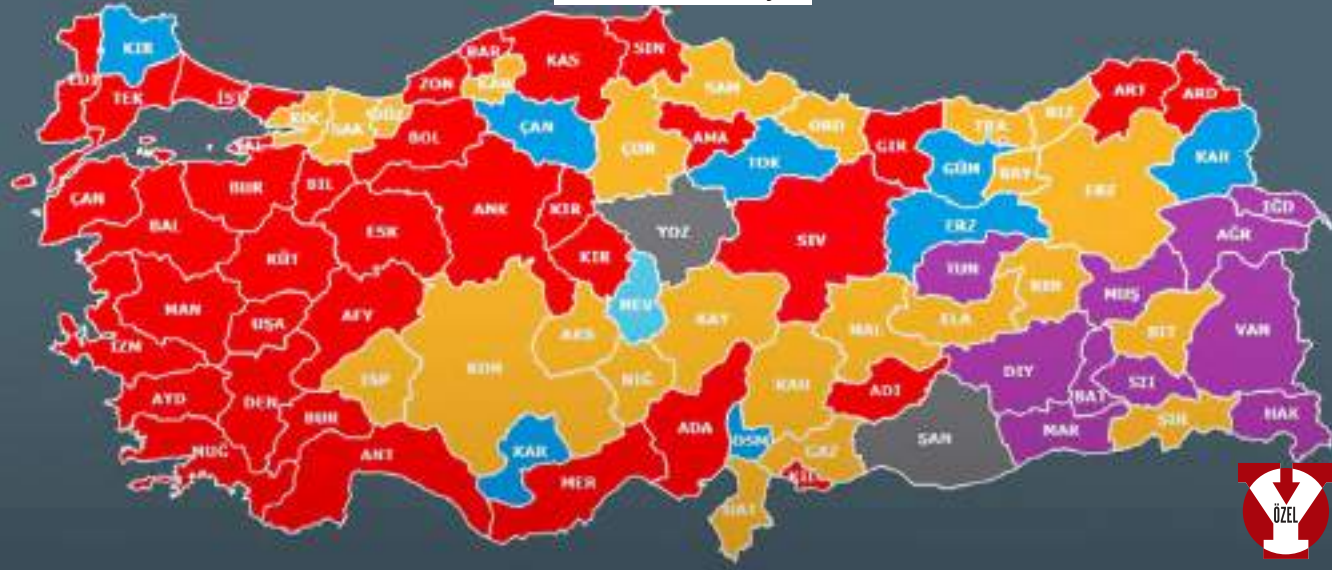 KIR
EDİ
TEK
İST
KOC
SAK
DÜZ
BOL
ZON
BAR
KAR
KAS
SİN
SAM
ÇAN
ÇOR
AMA
TOK
ORD
GİR
TRA
RİZ
ART
ARD
GÜN
BAY
ERZ
KAR
IĞD
AĞR
YAL
ÇAN
BAL
BUR
BİL
ESK
ANK
KIR
KIR
YOZ
SİV
ERZ
TUN
KÜT
MAN
UŞA
AFY
NEV
KAY
AKS
KON
NİĞ
MAL
ELA
BİN
MUŞ
BİT
VAN
İZM
AYD
DEN
ISP
BUR
MUĞ
ANT
KAR
MER
ADA
OSM
KAH
ADI
GAZ
KİL
HAT
ŞAN
DİY
BAT
Sİİ
MAR
ŞIR
HAK
ÖZEL